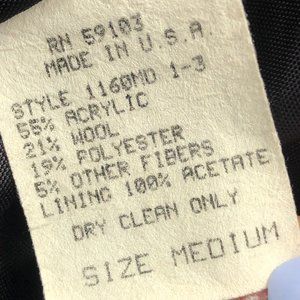 RN 59103
MADE IN U.S.A.
STYLE 1160MD 1-3
55% ACRYLIC
21% WOOL
19% POLYESTER
5% OTHER FIBERS
LINING 100% ACETATE
DRY CLEAN ONLY
SIZE MEDIUM